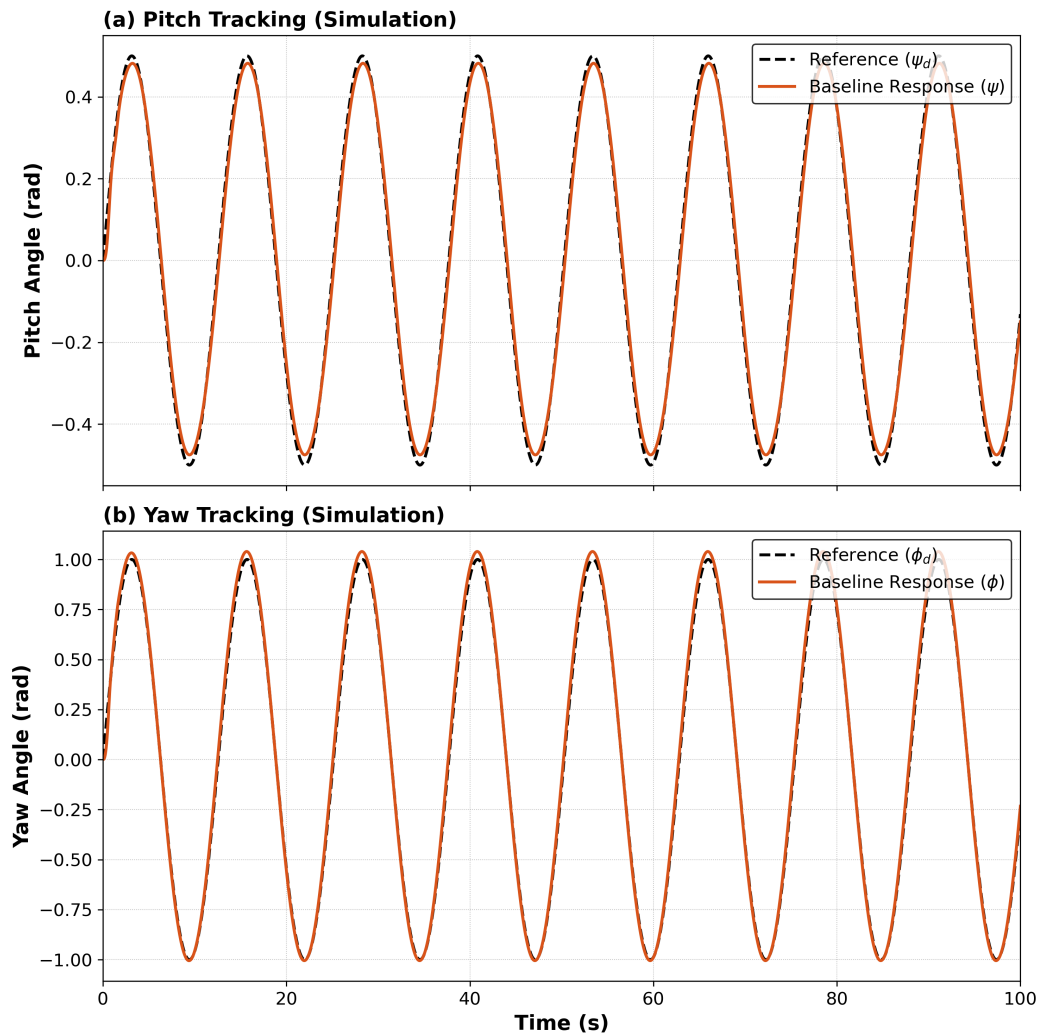 (a) Pitch Tracking (Simulation)
Reference (ψ_d)
Baseline Response (ψ)
0.4
0.2
0.0
−0.2
−0.4
Pitch Angle (rad)
(b) Yaw Tracking (Simulation)
Reference (ϕ_d)
Baseline Response (ϕ)
1.00
0.75
0.50
0.25
0.00
−0.25
−0.50
−0.75
−1.00
Yaw Angle (rad)
0 20 40 60 80 100
Time (s)